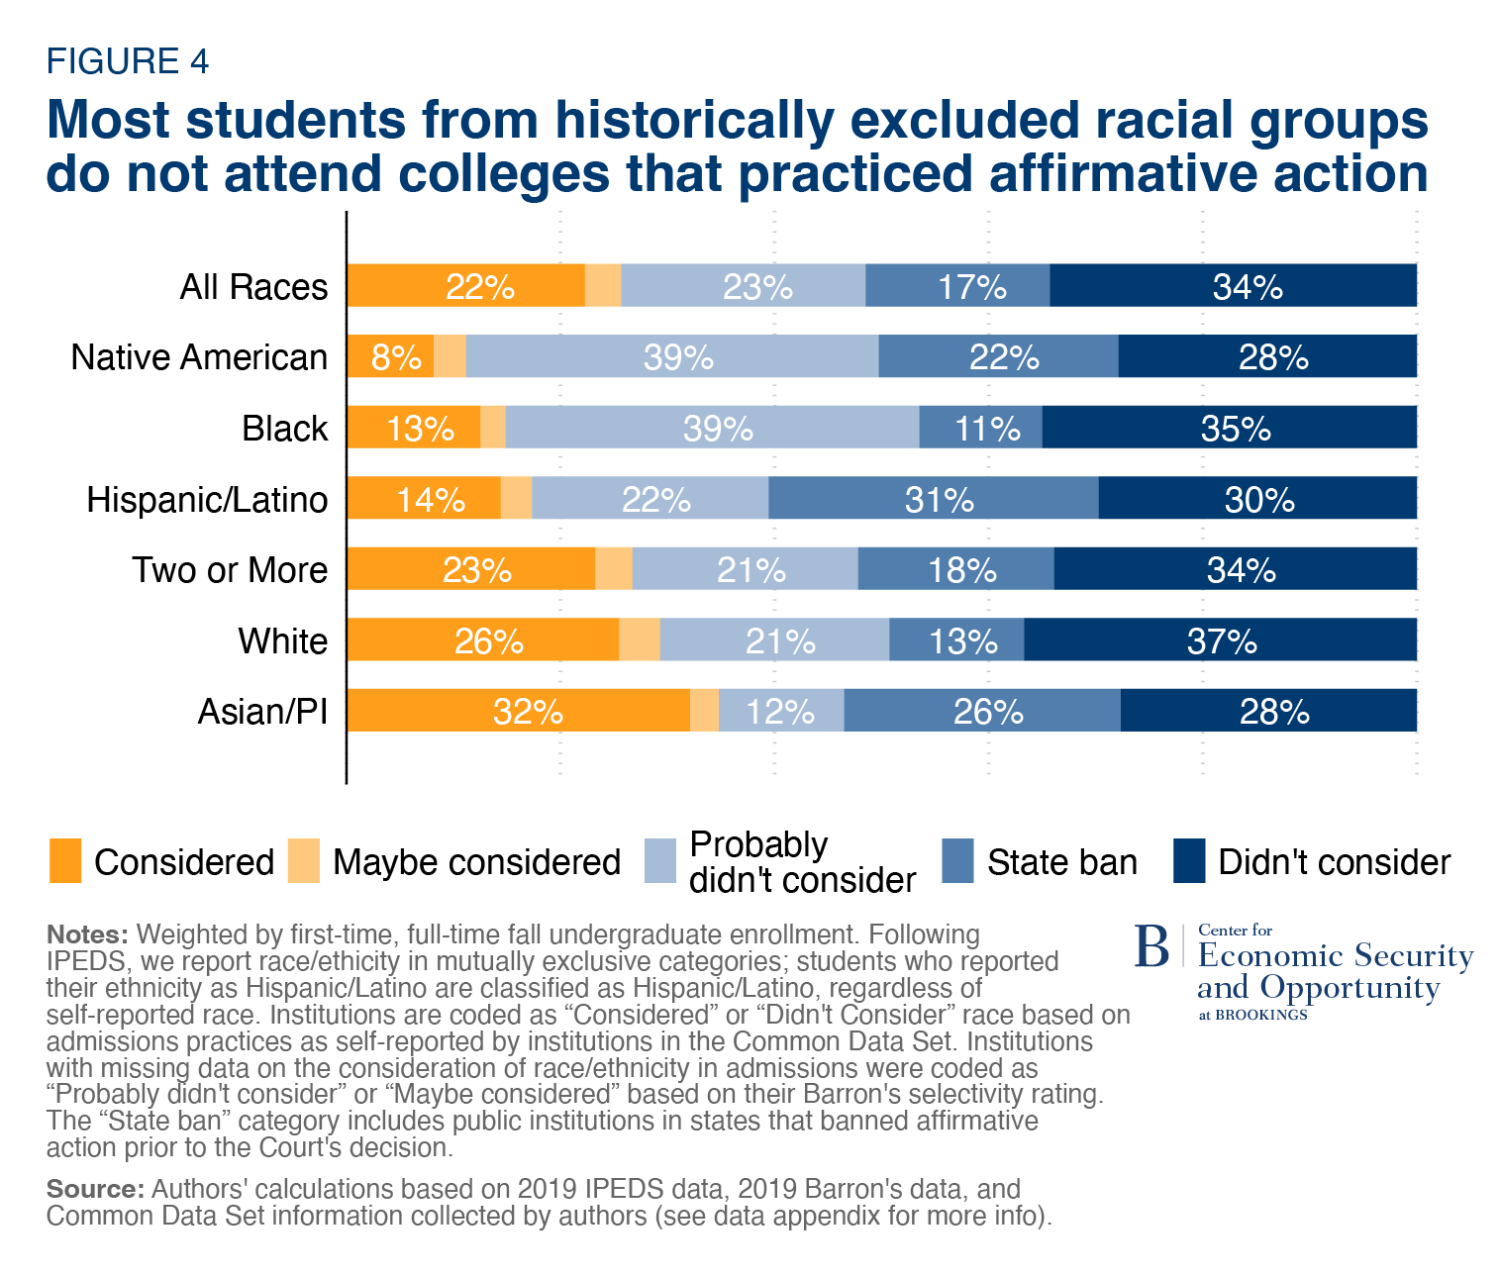 FIGURE 4
Most students from historically excluded racial groups
do not attend colleges that practiced affirmative action
All Races 22% 23% 17% 34%
Native American 8% 39% 22% 28%
Black 13% 39% 11% 35%
Hispanic/Latino 14% 22% 31% 30%
Two or More 23% 21% 18% 34%
White 26% 21% 13% 37%
Asian/PI 32% 12% 26% 28%
Considered Maybe considered Probably didn't consider State ban Didn't consider
Notes: Weighted by first-time, full-time fall undergraduate enrollment. Following
IPEDS, we report race/ethicity in mutually exclusive categories; students who reported
their ethnicity as Hispanic/Latino are classified as Hispanic/Latino, regardless of
self-reported race. Institutions are coded as “Considered” or “Didn't Consider” race based on
admissions practices as self-reported by institutions in the Common Data Set. Institutions
with missing data on the consideration of race/ethnicity in admissions were coded as
“Probably didn't consider” or “Maybe considered” based on their Barron's selectivity rating.
The “State ban” category includes public institutions in states that banned affirmative
action prior to the Court's decision.
Source: Authors' calculations based on 2019 IPEDS data, 2019 Barron's data, and
Common Data Set information collected by authors (see data appendix for more info).
B
Center for
Economic Security
and Opportunity
at BROOKINGS